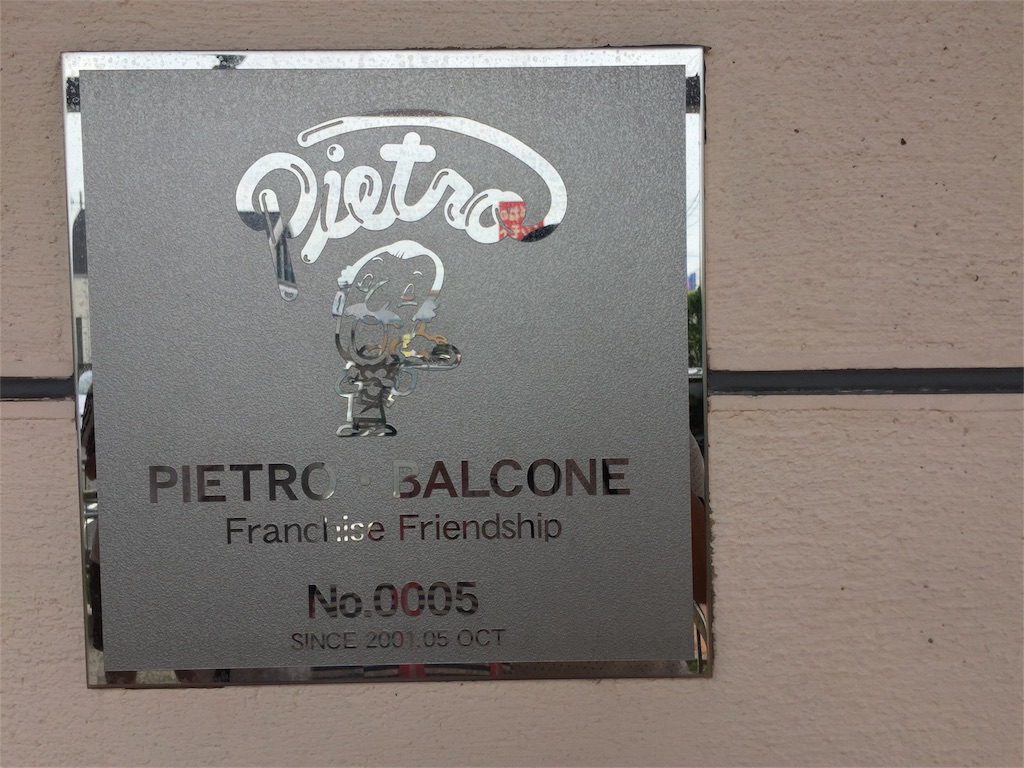 Pietro
PIETRO · BALCONE
Franchise Friendship
No.0005
SINCE 2001.05 OCT